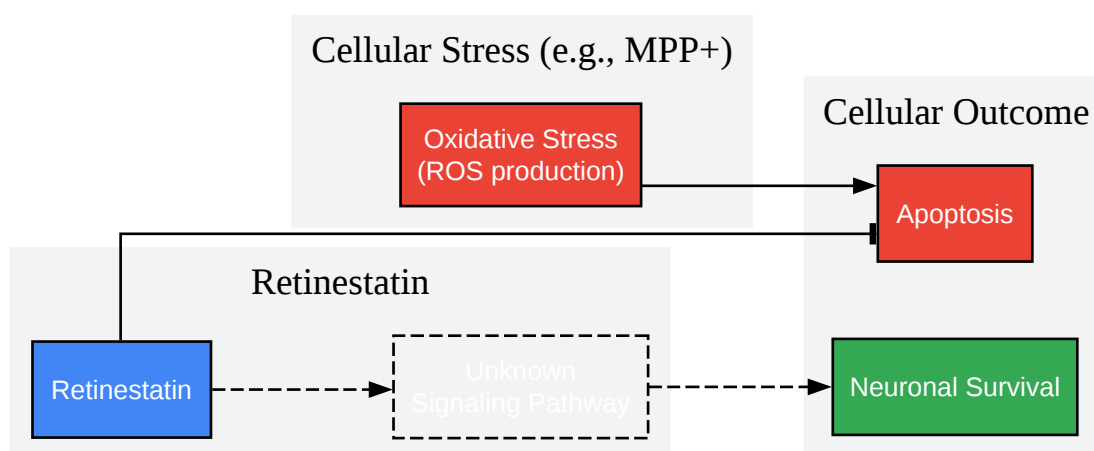 Cellular Stress (e.g., MPP+)
Oxidative Stress
(ROS production)
Cellular Outcome
Apoptosis
Retinestatin
Retinestatin
Unknown
Signaling Pathway
Neuronal Survival